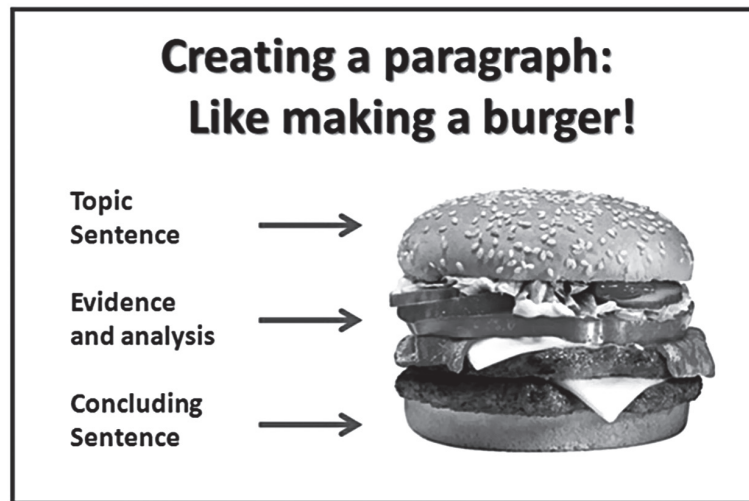 Creating a paragraph:
Like making a burger!
Topic
Sentence
Evidence
and analysis
Concluding
Sentence